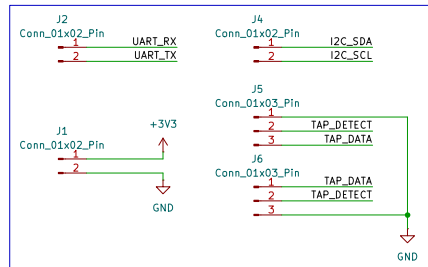 J2
Conn_01x02_Pin
1 UART_RX
2 UART_TX
J1
Conn_01x02_Pin
1
2
+3V3
GND
J4
Conn_01x02_Pin
1 I2C_SDA
2 I2C_SCL
J5
Conn_01x03_Pin
1
2 TAP_DETECT
3 TAP_DATA
J6
Conn_01x03_Pin
1 TAP_DATA
2 TAP_DETECT
3
GND